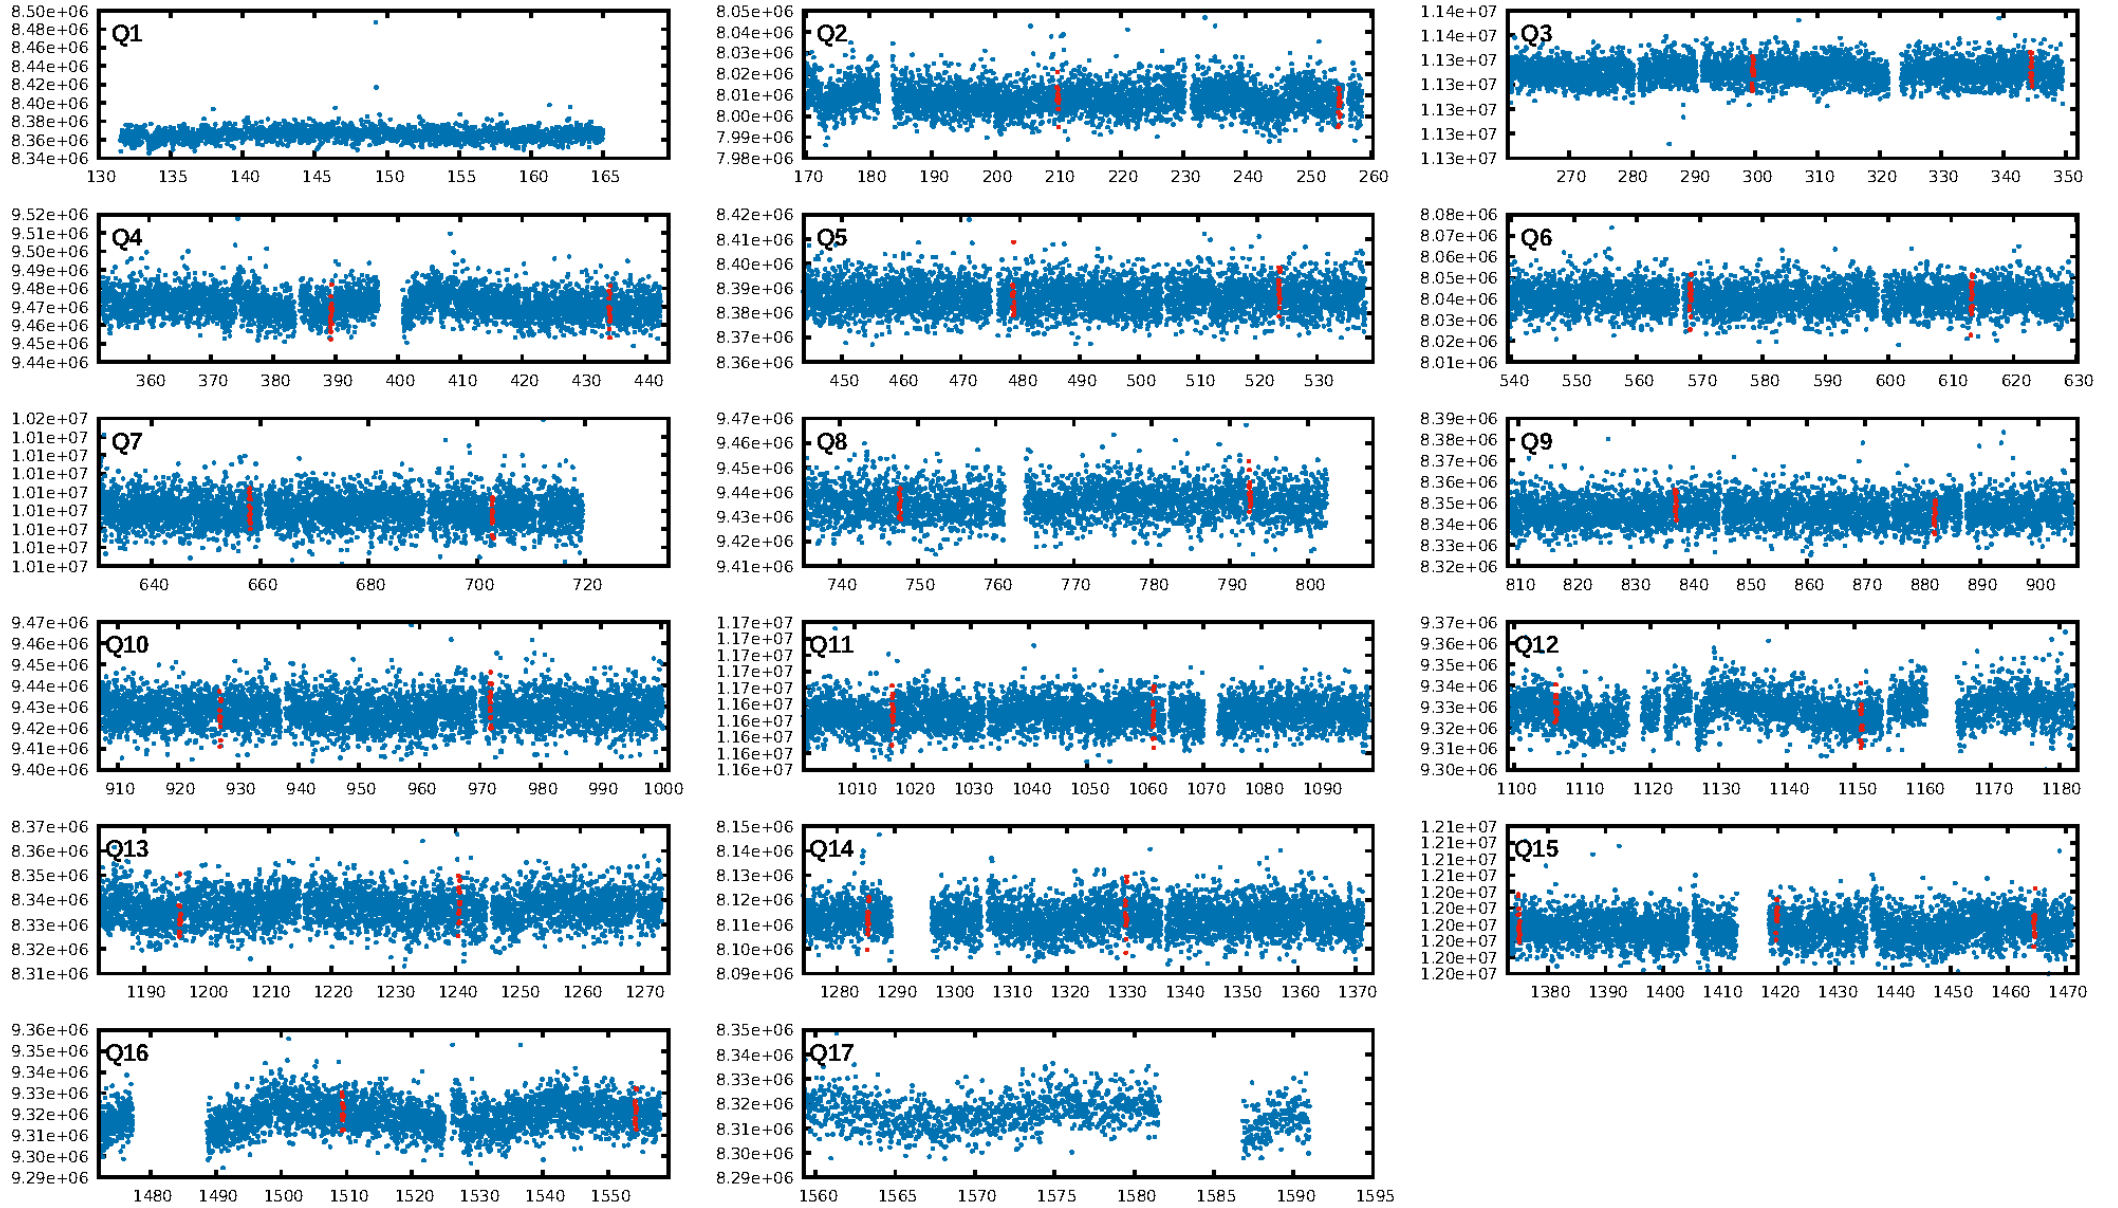 Q1
8.50e+06
8.48e+06
8.46e+06
8.44e+06
8.42e+06
8.40e+06
8.38e+06
8.36e+06
8.34e+06
130 135 140 145 150 155 160 165
Q2
8.05e+06
8.04e+06
8.03e+06
8.02e+06
8.01e+06
8.00e+06
7.99e+06
7.98e+06
170 180 190 200 210 220 230 240 250 260
Q3
1.14e+07
1.14e+07
1.13e+07
1.13e+07
1.13e+07
1.13e+07
1.13e+07
270 280 290 300 310 320 330 340 350
Q4
9.52e+06
9.51e+06
9.50e+06
9.49e+06
9.48e+06
9.47e+06
9.46e+06
9.45e+06
9.44e+06
360 370 380 390 400 410 420 430 440
Q5
8.42e+06
8.41e+06
8.40e+06
8.39e+06
8.38e+06
8.37e+06
8.36e+06
450 460 470 480 490 500 510 520 530
Q6
8.08e+06
8.07e+06
8.06e+06
8.05e+06
8.04e+06
8.03e+06
8.02e+06
8.01e+06
540 550 560 570 580 590 600 610 620 630
Q7
1.02e+07
1.01e+07
1.01e+07
1.01e+07
1.01e+07
1.01e+07
1.01e+07
1.01e+07
1.01e+07
640 660 680 700 720
Q8
9.47e+06
9.46e+06
9.45e+06
9.44e+06
9.43e+06
9.42e+06
9.41e+06
740 750 760 770 780 790 800
Q9
8.39e+06
8.38e+06
8.37e+06
8.36e+06
8.35e+06
8.34e+06
8.33e+06
8.32e+06
810 820 830 840 850 860 870 880 890 900
Q10
9.47e+06
9.46e+06
9.45e+06
9.44e+06
9.43e+06
9.42e+06
9.41e+06
9.40e+06
910 920 930 940 950 960 970 980 990 1000
Q11
1.17e+07
1.17e+07
1.17e+07
1.17e+07
1.17e+07
1.16e+07
1.16e+07
1.16e+07
1.16e+07
1.16e+07
1010 1020 1030 1040 1050 1060 1070 1080 1090
Q12
9.37e+06
9.36e+06
9.35e+06
9.34e+06
9.33e+06
9.32e+06
9.31e+06
9.30e+06
1100 1110 1120 1130 1140 1150 1160 1170 1180
Q13
8.37e+06
8.36e+06
8.35e+06
8.34e+06
8.33e+06
8.32e+06
8.31e+06
1190 1200 1210 1220 1230 1240 1250 1260 1270
Q14
8.15e+06
8.14e+06
8.13e+06
8.12e+06
8.11e+06
8.10e+06
8.09e+06
1280 1290 1300 1310 1320 1330 1340 1350 1360 1370
Q15
1.21e+07
1.21e+07
1.21e+07
1.20e+07
1.20e+07
1.20e+07
1.20e+07
1.20e+07
1.20e+07
1.20e+07
1380 1390 1400 1410 1420 1430 1440 1450 1460 1470
Q16
9.36e+06
9.35e+06
9.34e+06
9.33e+06
9.32e+06
9.31e+06
9.30e+06
9.29e+06
1480 1490 1500 1510 1520 1530 1540 1550
Q17
8.35e+06
8.34e+06
8.33e+06
8.32e+06
8.31e+06
8.30e+06
8.29e+06
1560 1565 1570 1575 1580 1585 1590 1595